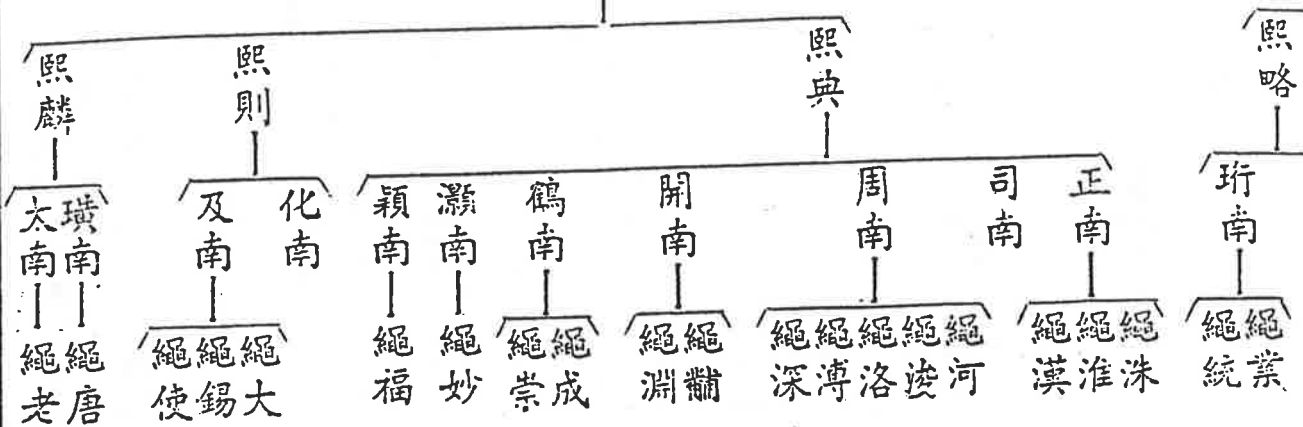 熙略
熙典
熙則
熙麟
珩南
正南
司南
周南
開南
鶴南
灝南
穎南
化南
及南
璜南
太南
繩業
繩統
繩洙
繩淮
繩漢
繩河
繩浚
繩洛
繩溥
繩深
繩黼
繩淵
繩成
繩崇
繩妙
繩福
繩大
繩錫
繩使
繩唐
繩老